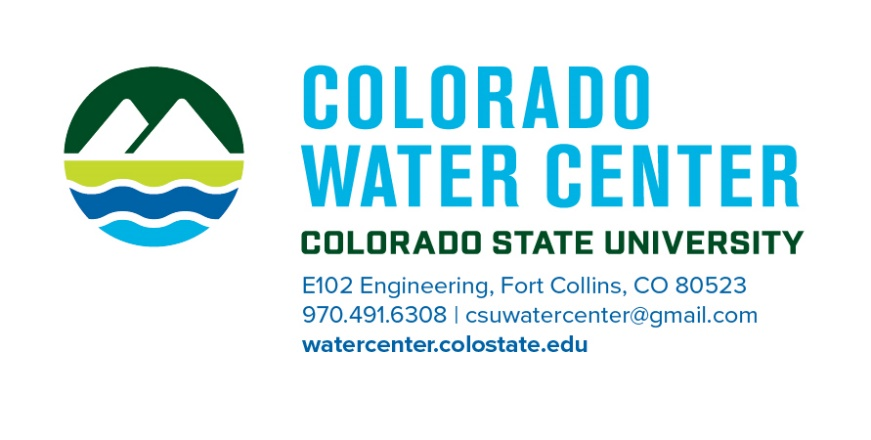 COLORADO
WATER CENTER
COLORADO STATE UNIVERSITY
E102 Engineering, Fort Collins, CO 80523
970.491.6308 | csuwatercenter@gmail.com
watercenter.colostate.edu